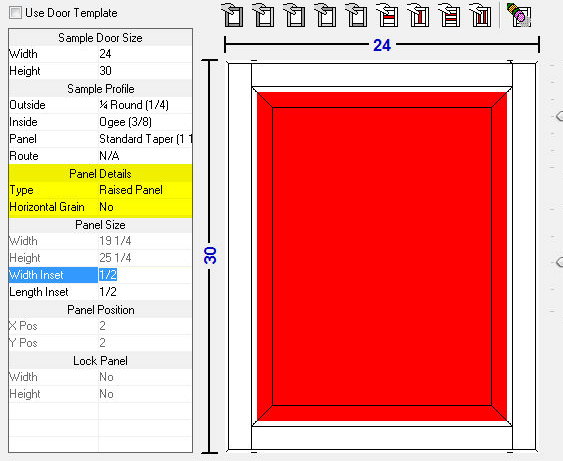 Use Door Template
Sample Door Size
Width 24
Height 30
Sample Profile
Outside ¼ Round (1/4)
Inside Ogee (3/8)
Panel Standard Taper (1 1
Route N/A
Panel Details
Type Raised Panel
Horizontal Grain No
Panel Size
Width 19 1/4
Height 25 1/4
Width Inset 1/2
Length Inset 1/2
Panel Position
X Pos 2
Y Pos 2
Lock Panel
Width No
Height No
24
30